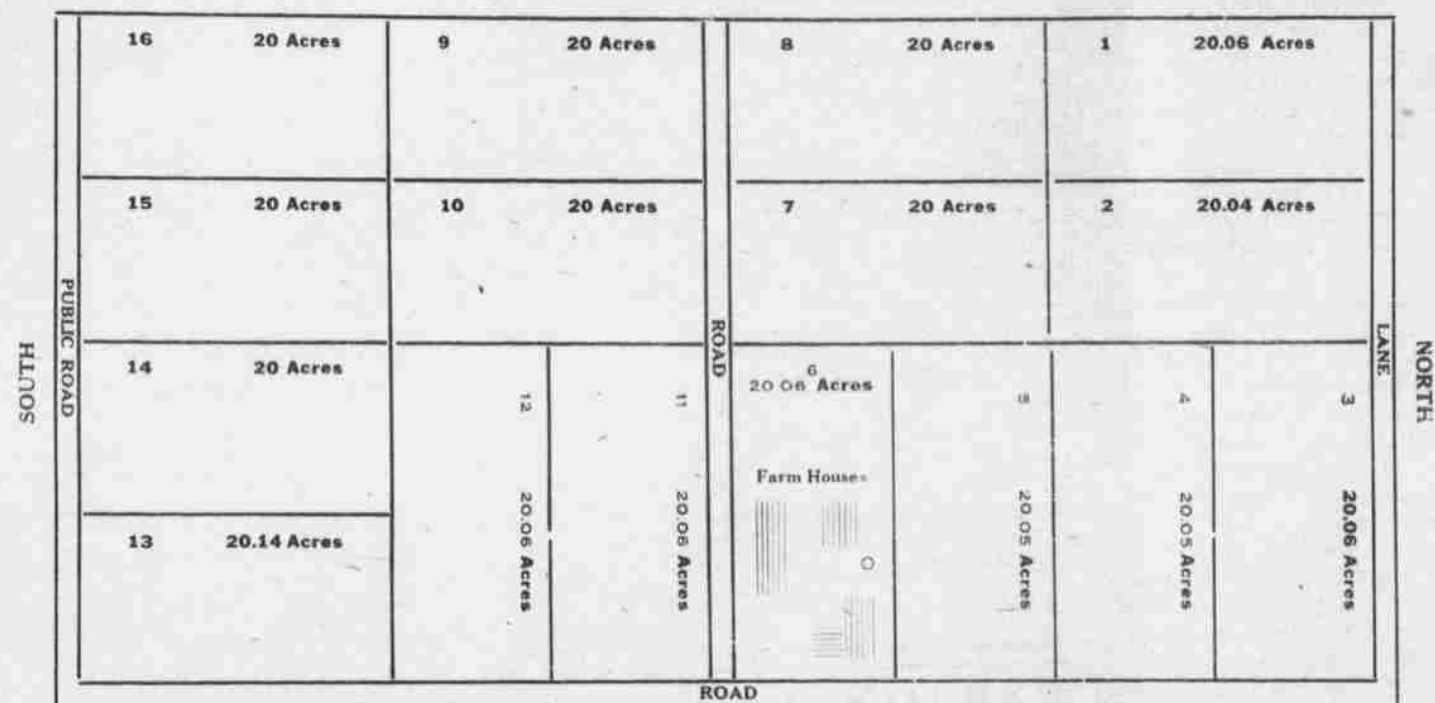 16 20 Acres
9 20 Acres
8 20 Acres
1 20.06 Acres
15 20 Acres
10 20 Acres
7 20 Acres
2 20.04 Acres
SOUTH
PUBLIC ROAD
14 20 Acres
12 20.06 Acres
11 20.06 Acres
ROAD
6
20 06 Acres
Farm Houses
5 20.05 Acres
4 20.05 Acres
3 20.06 Acres
LANE
NORTH
13 20.14 Acres
ROAD